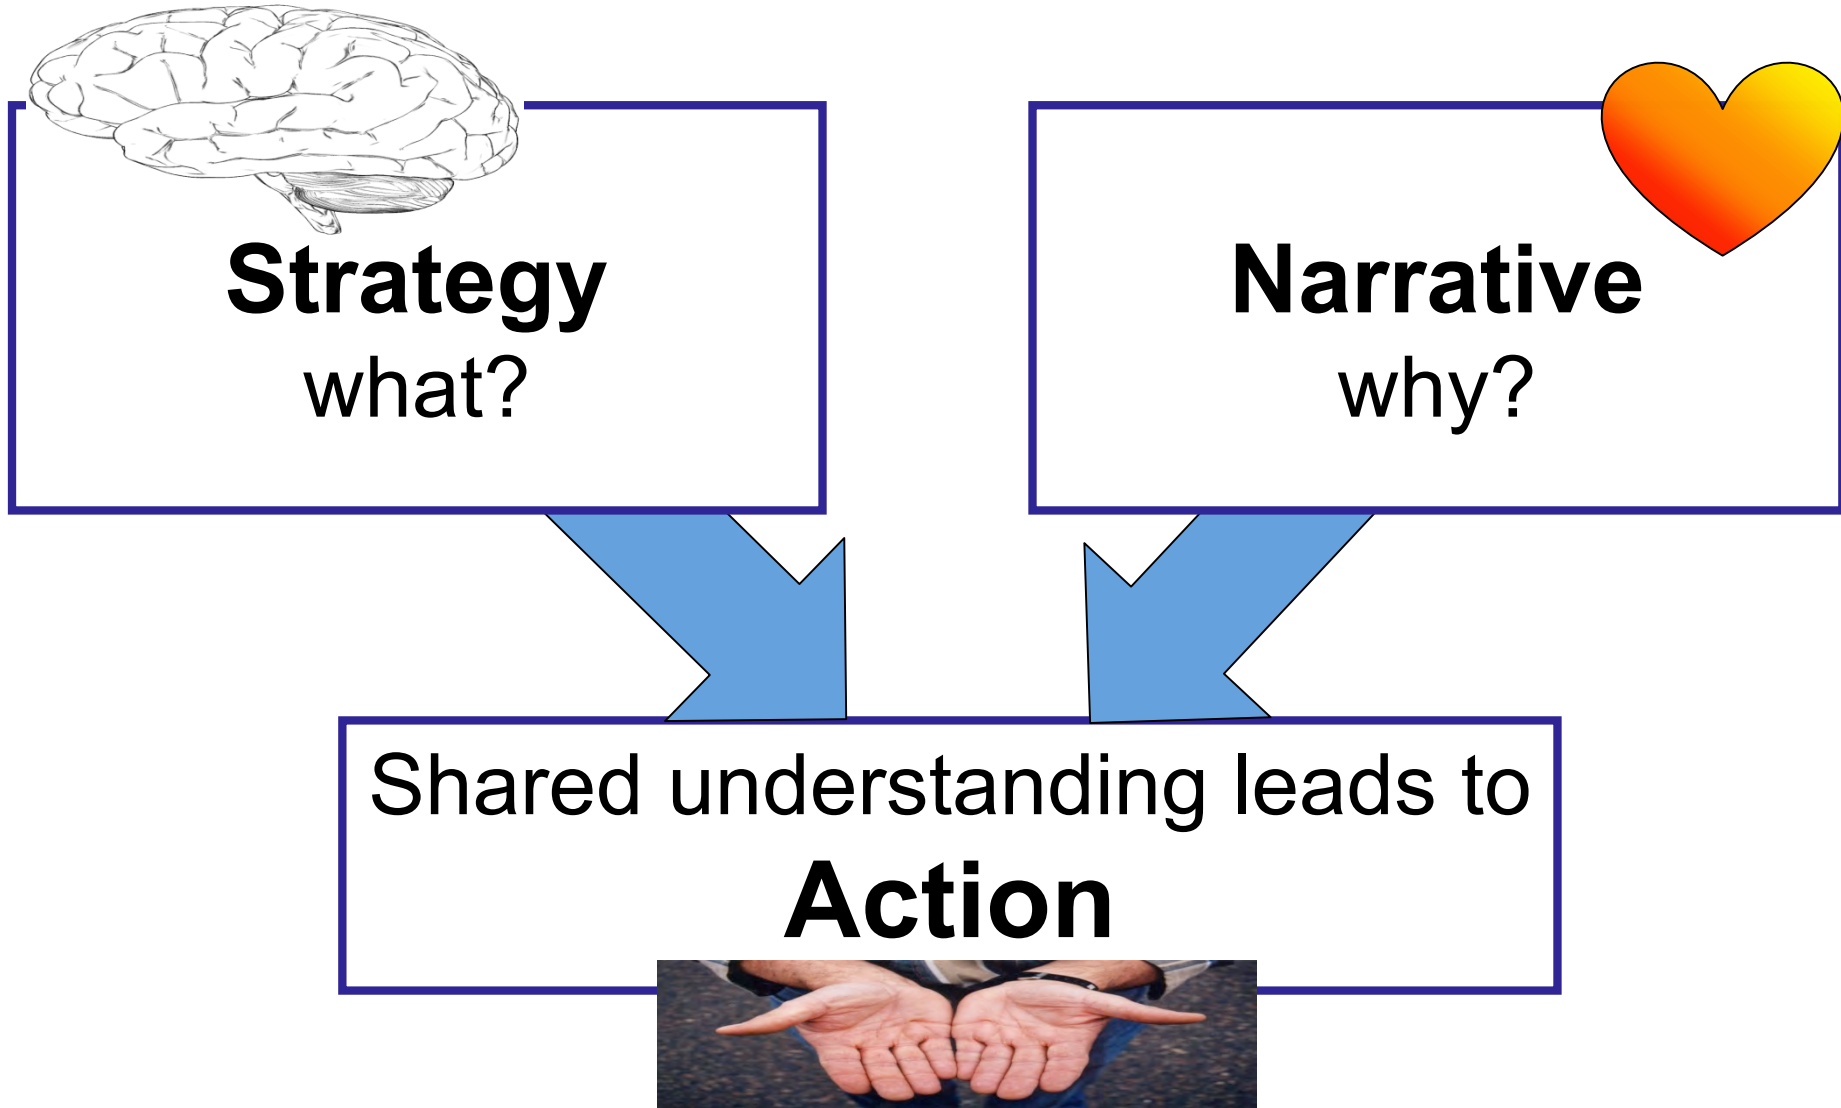 Strategy
what?
Narrative
why?
Shared understanding leads to
Action